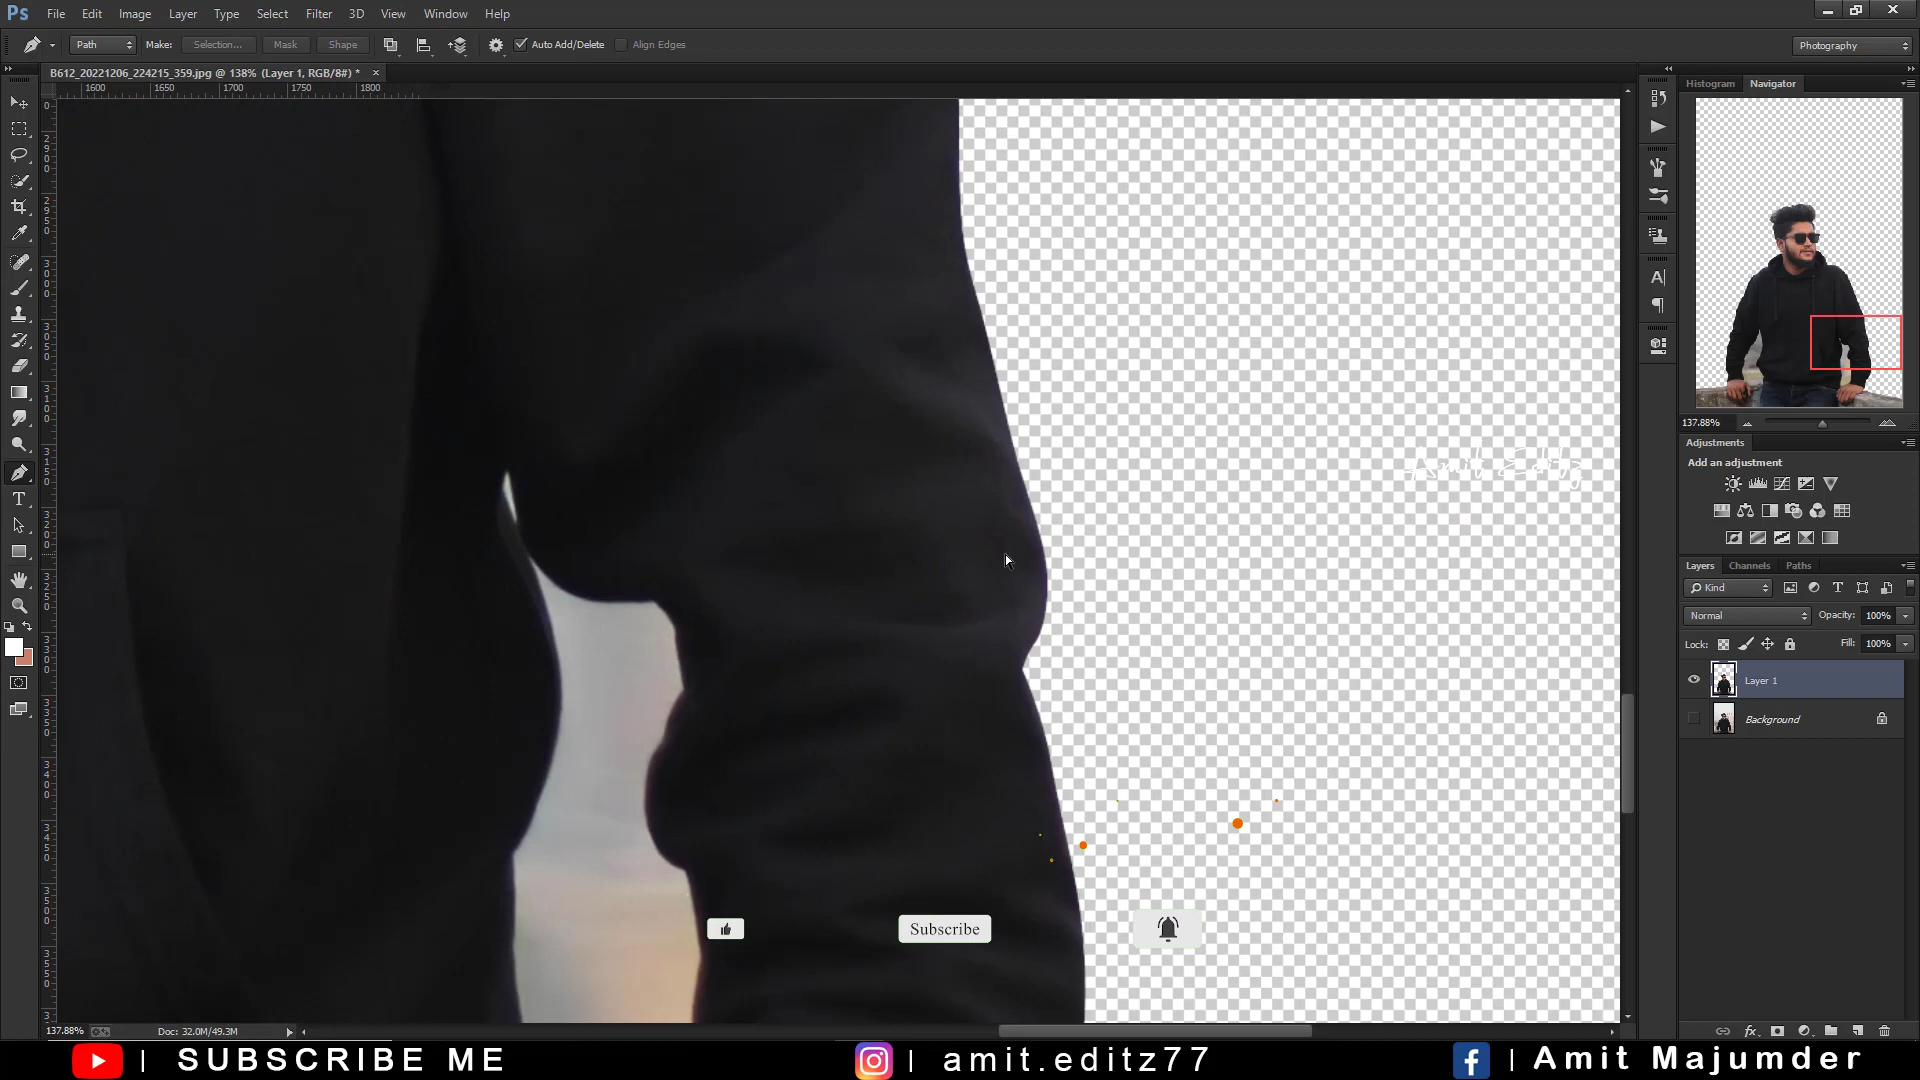 Ps File Edit Image Layer Type Select Filter 3D View Window Help
Path Make: Selection... Mask Shape Auto Add/Delete Align Edges Photography
B612_20221206_224215_359.jpg @ 138% (Layer 1, RGB/8#) * ×
1600 1650 1700 1750 1800
Histogram Navigator
137.88%
Adjustments
Add an adjustment
Amit Editz
Layers Channels Paths
Kind
Normal Opacity: 100%
Lock: Fill: 100%
Layer 1
Background
Subscribe
137.88% Doc: 32.0M/49.3M
| SUBSCRIBE ME | amit.editz77 | Amit Majumder